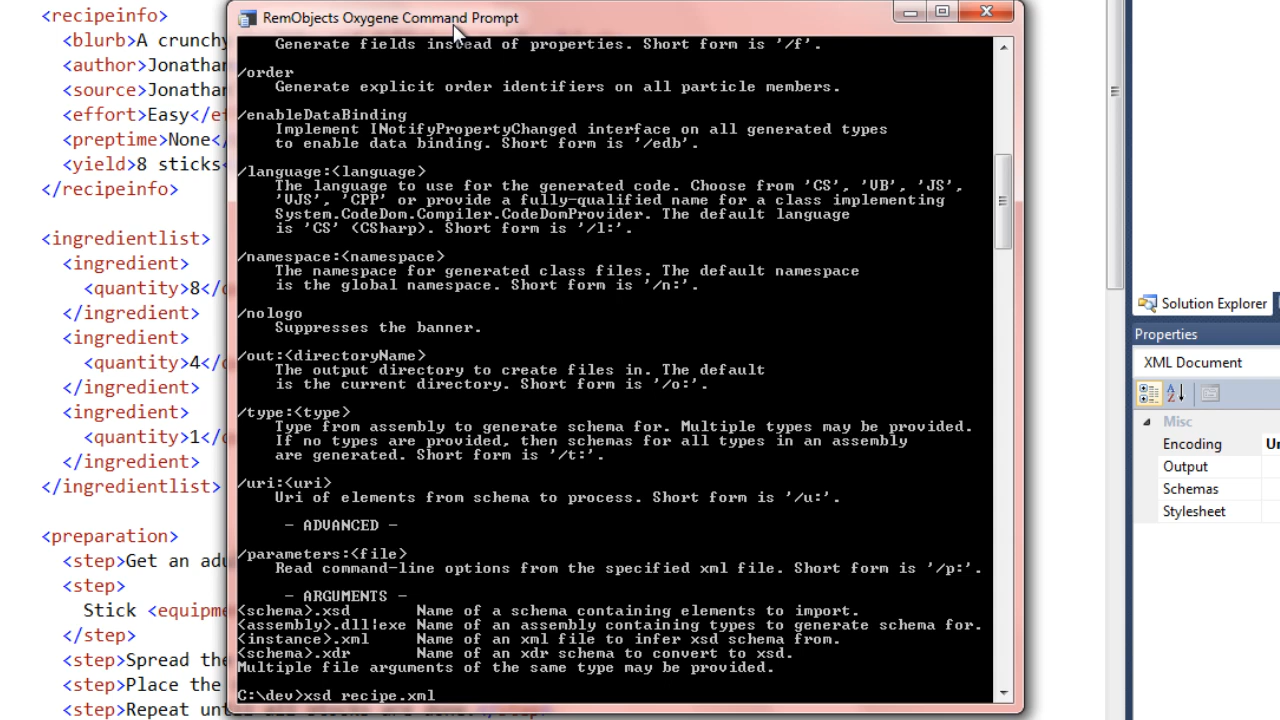 <recipeinfo>
<blurb>A crunchy
<author>Jonathan
<source>Jonathan
<effort>Easy</ef
<preptime>None</
<yield>8 sticks<
</recipeinfo>
<ingredientlist>
<ingredient>
<quantity>8</
</ingredient>
<ingredient>
<quantity>4</
</ingredient>
<ingredient>
<quantity>1</
</ingredient>
</ingredientlist>
<preparation>
<step>Get an adu
<step>
Stick <equipme
</step>
<step>Spread the
<step>Place the
<step>Repeat until all sticks are done.</step>
RemObjects Oxygene Command Prompt
Generate fields instead of properties. Short form is '/f'.
/order
Generate explicit order identifiers on all particle members.
/enableDataBinding
Implement INotifyPropertyChanged interface on all generated types
to enable data binding. Short form is '/edb'.
/language:<language>
The language to use for the generated code. Choose from 'CS', 'VB', 'JS',
'VJS', 'CPP' or provide a fully-qualified name for a class implementing
System.CodeDom.Compiler.CodeDomProvider. The default language
is 'CS' (CSharp). Short form is '/l:'.
/namespace:<namespace>
The namespace for generated class files. The default namespace
is the global namespace. Short form is '/n:'.
/nologo
Suppresses the banner.
/out:<directoryName>
The output directory to create files in. The default
is the current directory. Short form is '/o:'.
/type:<type>
Type from assembly to generate schema for. Multiple types may be provided.
If no types are provided, then schemas for all types in an assembly
are generated. Short form is '/t:'.
/uri:<uri>
Uri of elements from schema to process. Short form is '/u:'.
- ADVANCED -
/parameters:<file>
Read command-line options from the specified xml file. Short form is '/p:'.
- ARGUMENTS -
<schema>.xsd Name of a schema containing elements to import.
<assembly>.dll|exe Name of an assembly containing types to generate schema for.
<instance>.xml Name of an xml file to infer xsd schema from.
<schema>.xdr Name of an xdr schema to convert to xsd.
Multiple file arguments of the same type may be provided.
C:\dev>xsd recipe.xml
Solution Explorer
Properties
XML Document
Misc
Encoding
Output
Schemas
Stylesheet